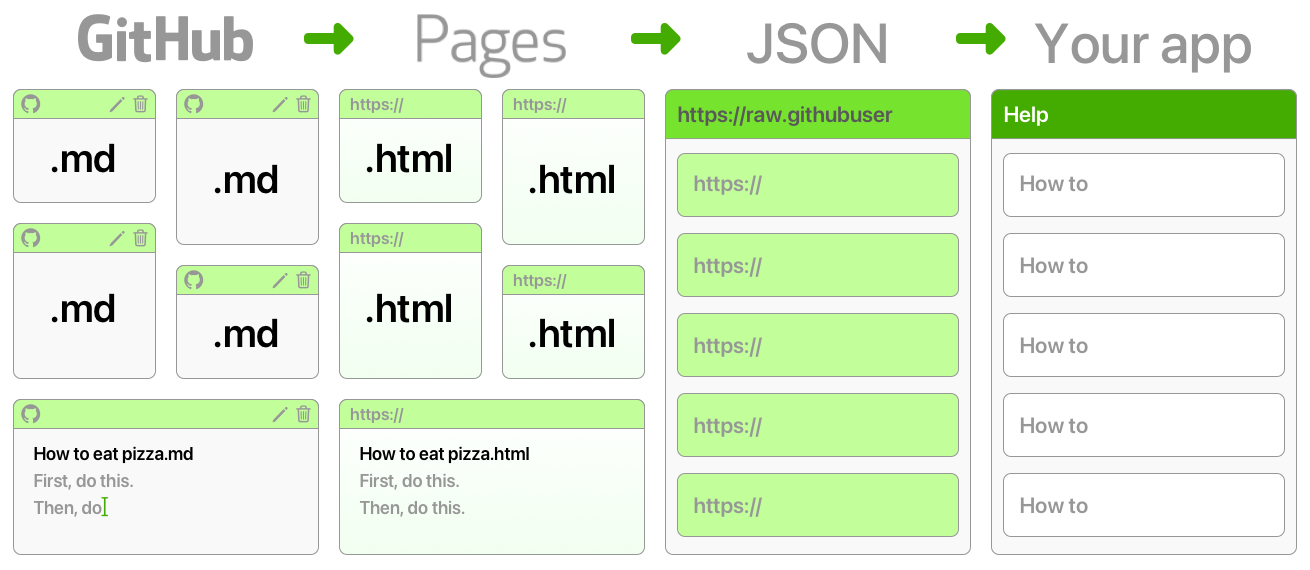 GitHub
Pages
JSON
Your app
.md
.md
.md
.md
How to eat pizza.md
First, do this.
Then, do
https://
.html
https://
.html
https://
.html
https://
.html
https://
How to eat pizza.html
First, do this.
Then, do this.
https://raw.githubuser
https://
https://
https://
https://
https://
Help
How to
How to
How to
How to
How to